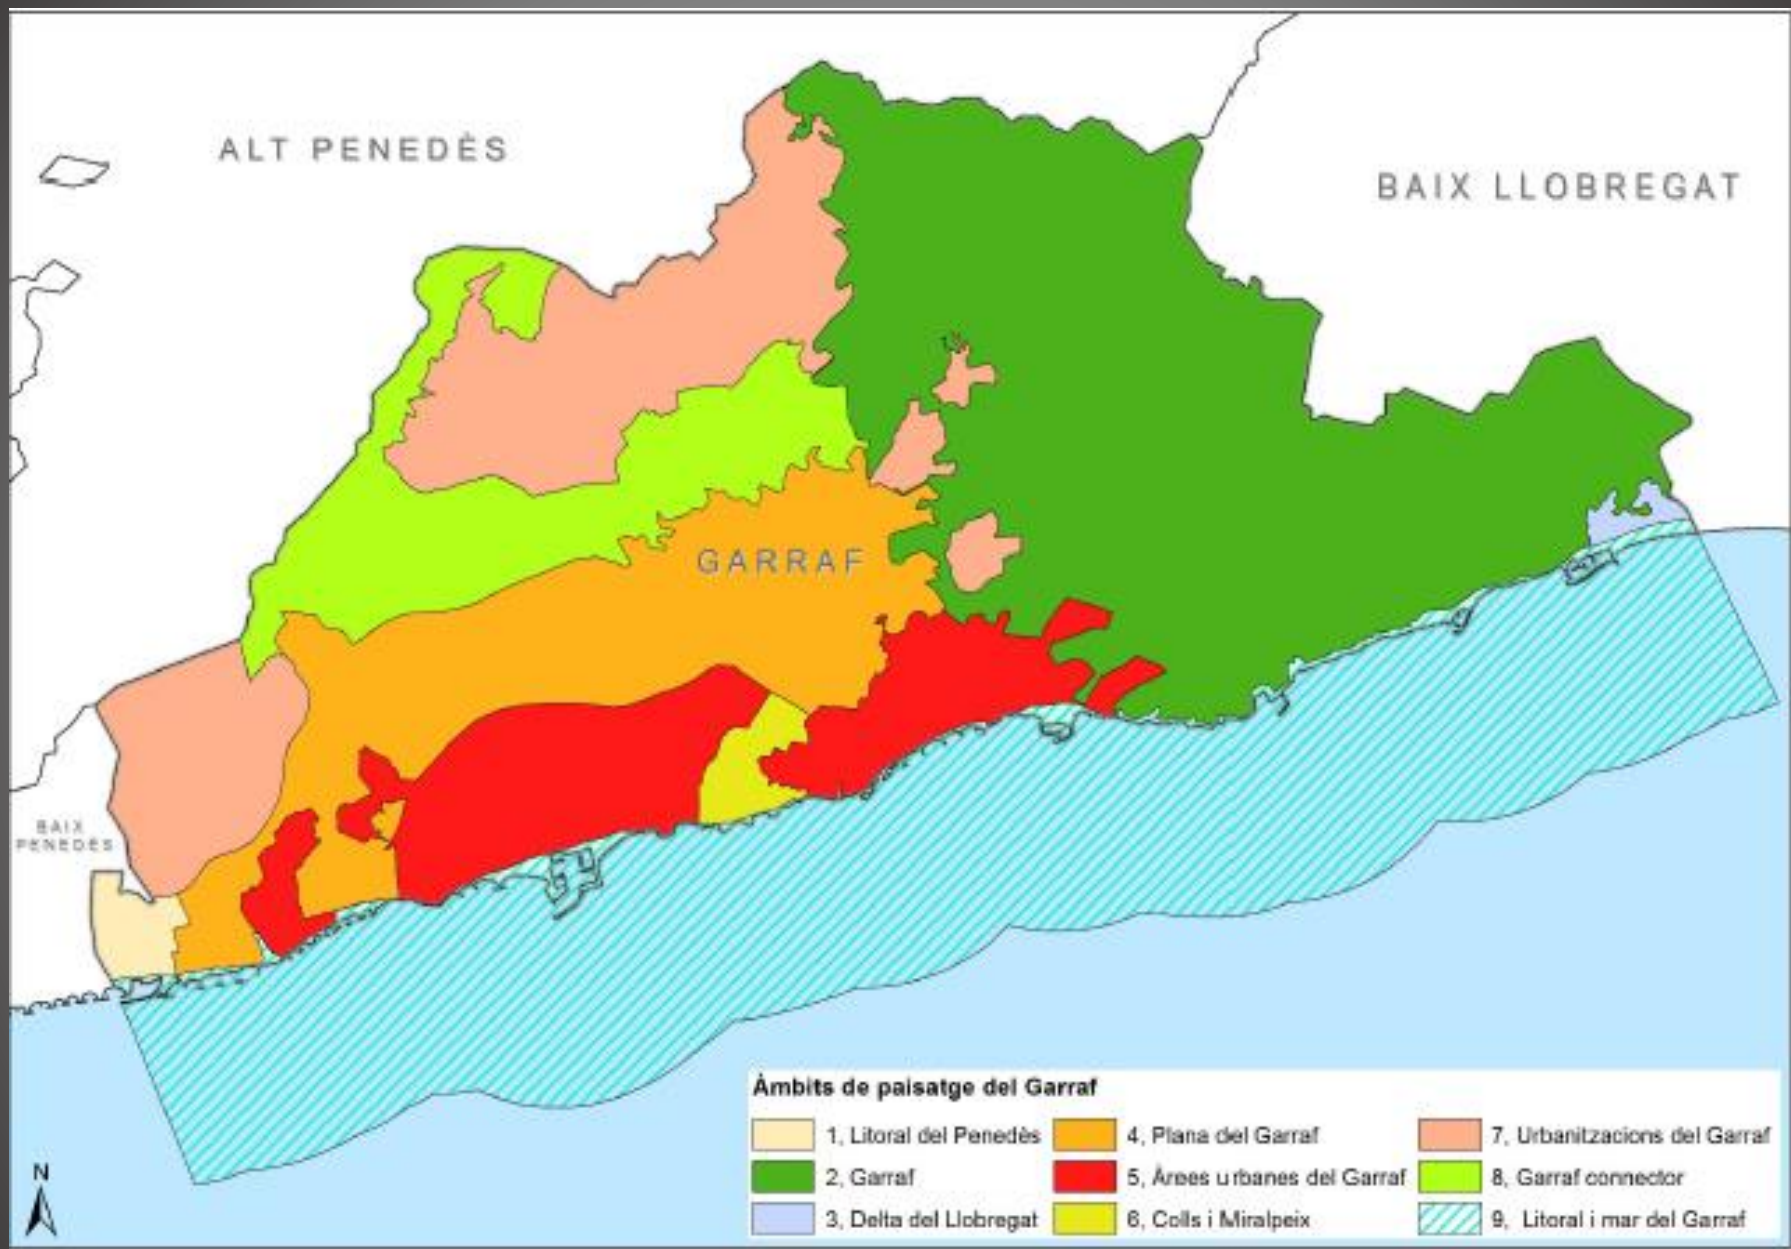 ALT PENEDÈS
BAIX LLOBREGAT
GARRAF
BAIX
PENEDÈS
Àmbits de paisatge del Garraf
1, Litoral del Penedès
4, Plana del Garraf
7, Urbanitzacions del Garraf
2, Garraf
5, Àrees urbanes del Garraf
8, Garraf connector
3, Delta del Llobregat
6, Colls i Miralpeix
9, Litoral i mar del Garraf
N